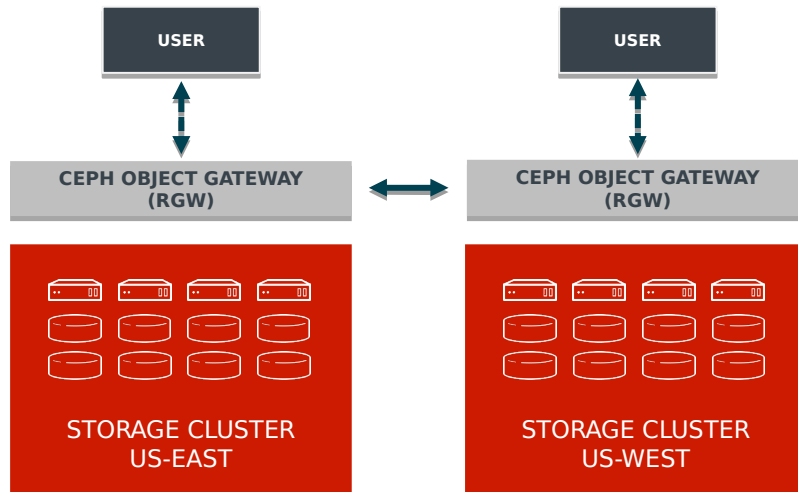 USER
USER
CEPH OBJECT GATEWAY
(RGW)
CEPH OBJECT GATEWAY
(RGW)
STORAGE CLUSTER
US-EAST
STORAGE CLUSTER
US-WEST